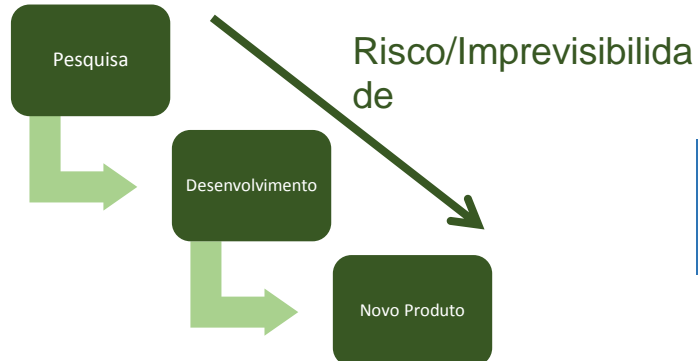 Pesquisa
Risco/Imprevisibilida
de
Desenvolvimento
Novo Produto